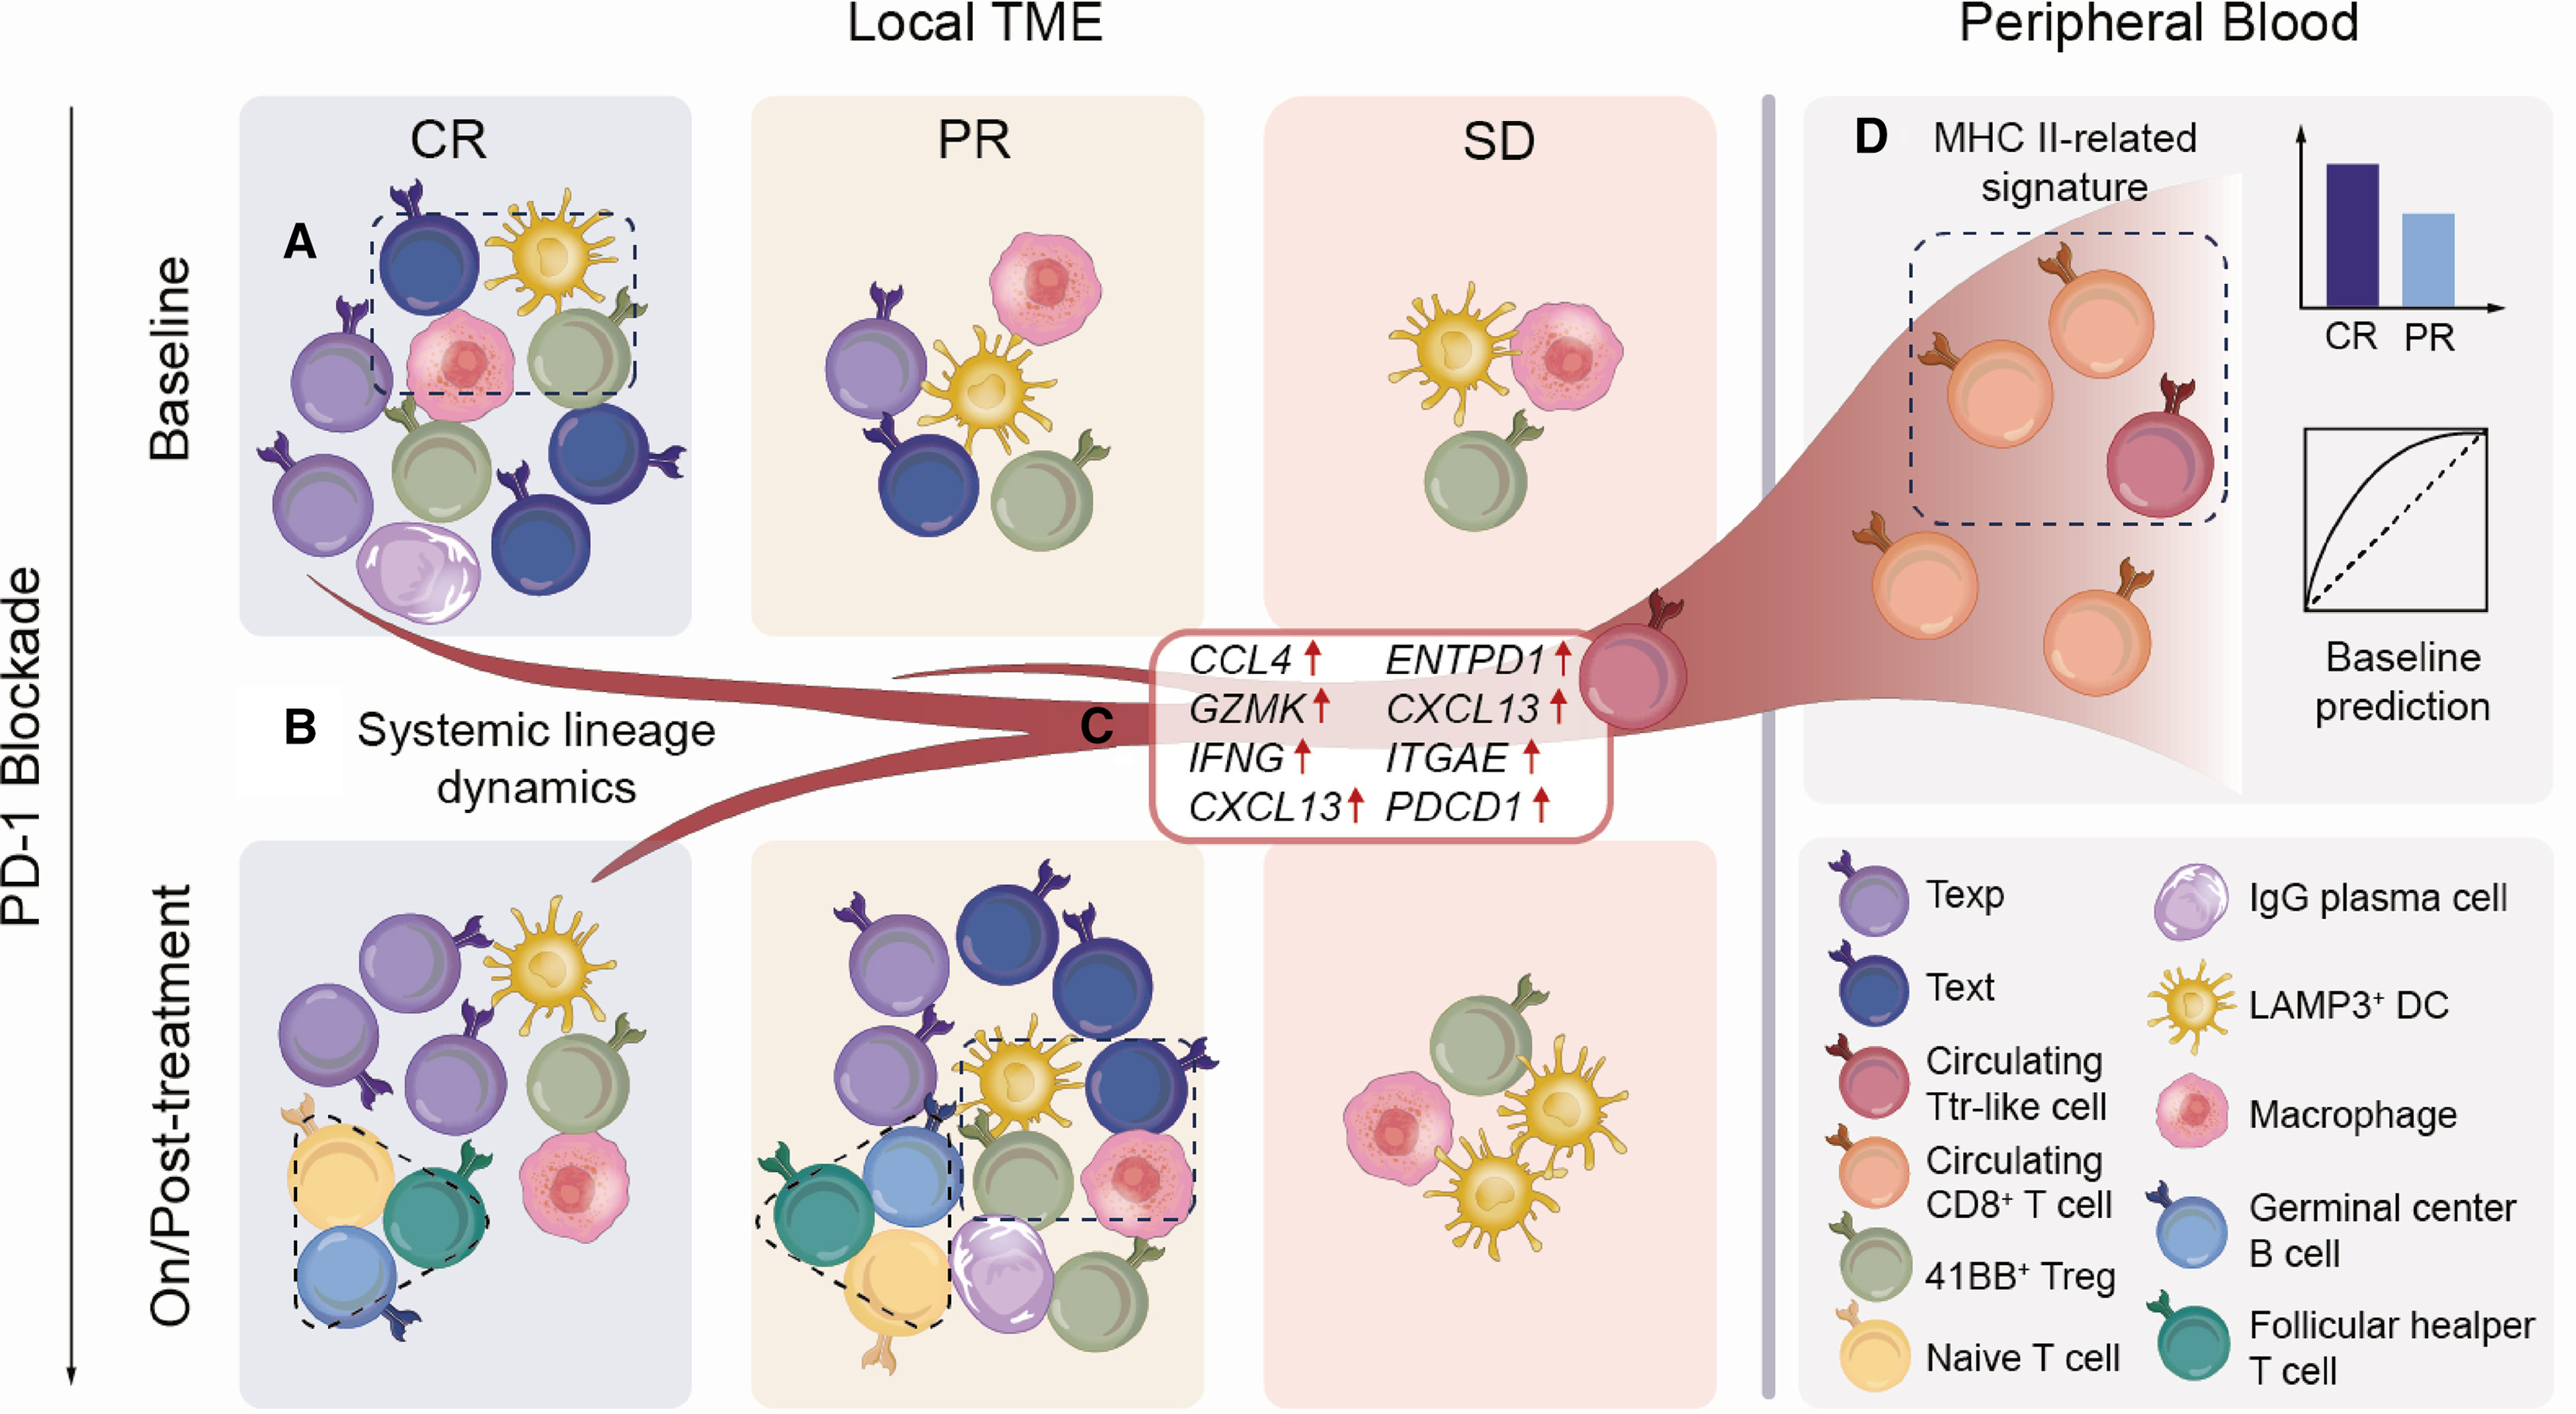 Local TME
Peripheral Blood
PD-1 Blockade
Baseline
On/Post-treatment
CR
PR
SD
A
B
Systemic lineage
dynamics
C
CCL4 ↑ ENTPD1 ↑
GZMK ↑ CXCL13 ↑
IFNG ↑ ITGAE ↑
CXCL13 ↑ PDCD1 ↑
D
MHC II-related
signature
CR PR
Baseline
prediction
Texp
Text
Circulating
Ttr-like cell
Circulating
CD8⁺ T cell
41BB⁺ Treg
Naive T cell
IgG plasma cell
LAMP3⁺ DC
Macrophage
Germinal center
B cell
Follicular healper
T cell